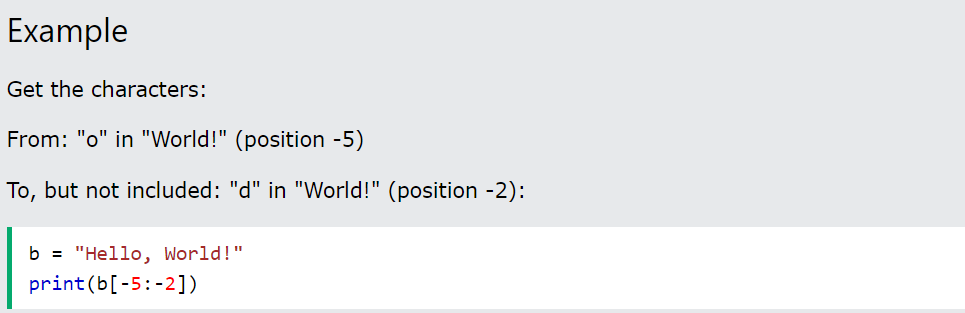 Example
Get the characters:
From: "o" in "World!" (position -5)
To, but not included: "d" in "World!" (position -2):
b = "Hello, World!"
print(b[-5:-2])